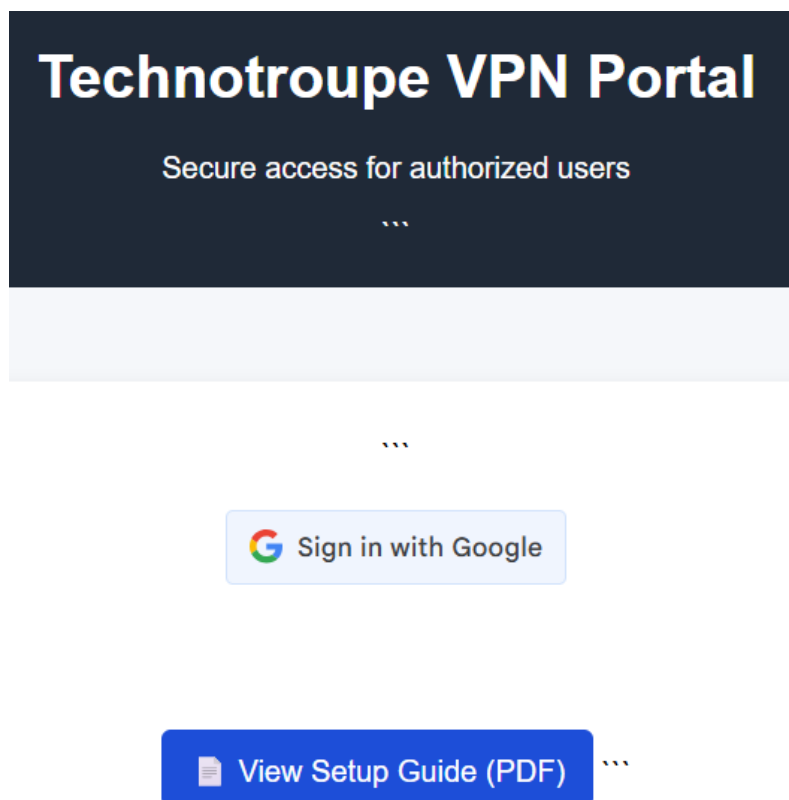 Technotroupe VPN Portal
Secure access for authorized users
```
```
Sign in with Google
View Setup Guide (PDF) ```